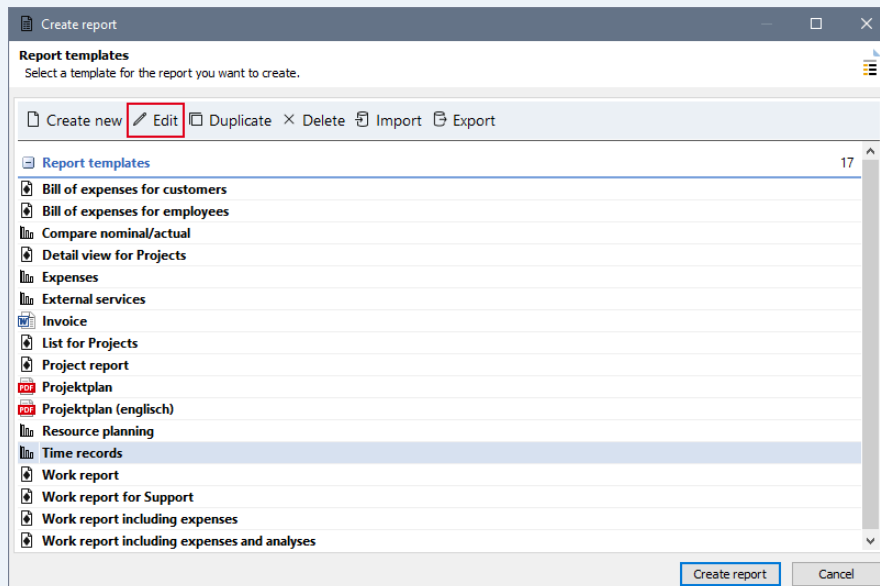 Create report
Report templates
Select a template for the report you want to create.
Create new Edit Duplicate Delete Import Export
Report templates 17
Bill of expenses for customers
Bill of expenses for employees
Compare nominal/actual
Detail view for Projects
Expenses
External services
Invoice
List for Projects
Project report
PDF Projektplan
PDF Projektplan (englisch)
Resource planning
Time records
Work report
Work report for Support
Work report including expenses
Work report including expenses and analyses
Create report Cancel